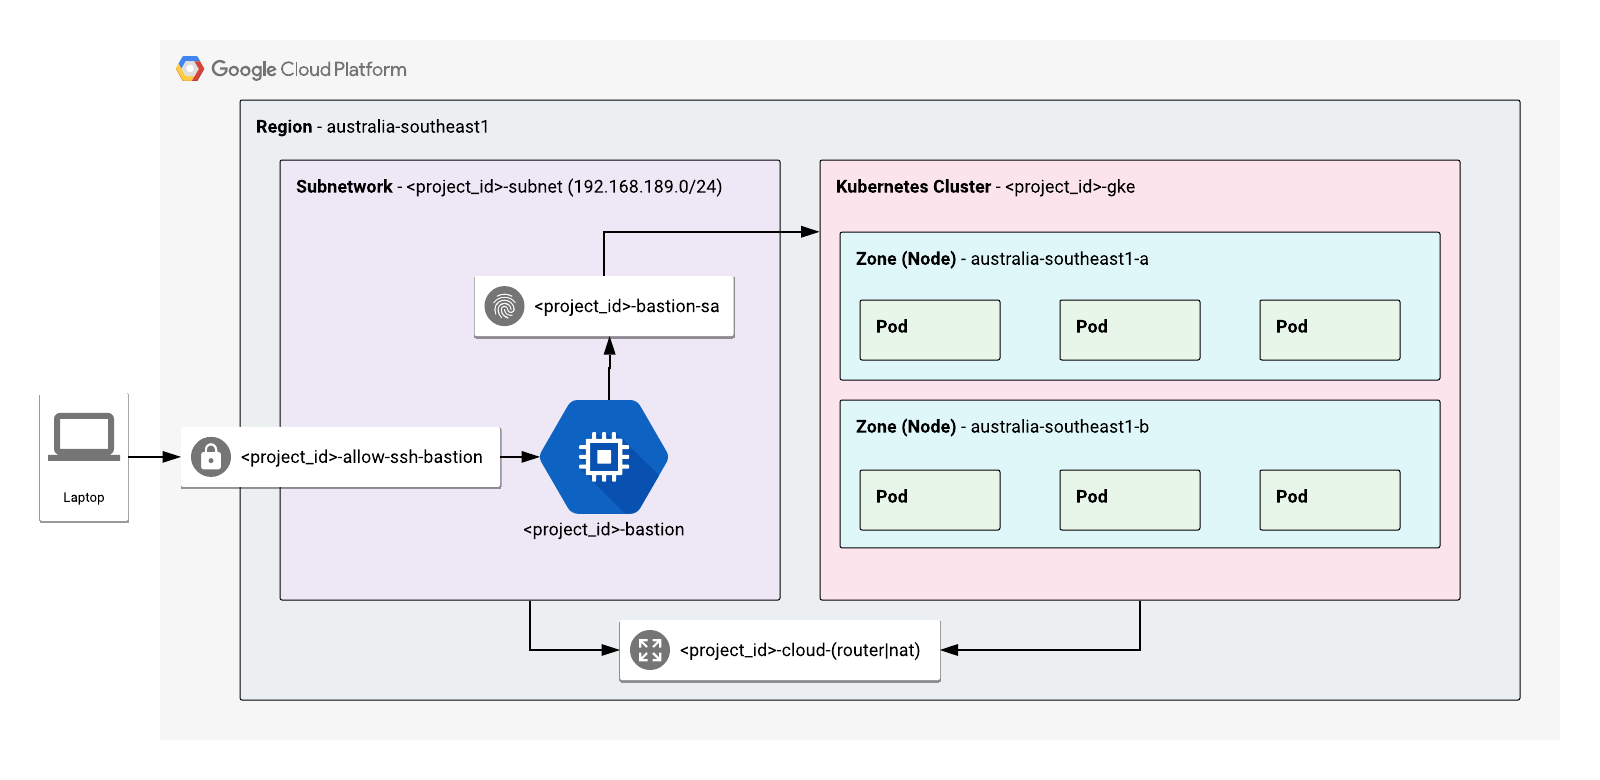 Google Cloud Platform
Region - australia-southeast1
Subnetwork - <project_id>-subnet (192.168.189.0/24)
<project_id>-bastion-sa
Laptop
<project_id>-allow-ssh-bastion
<project_id>-bastion
Kubernetes Cluster - <project_id>-gke
Zone (Node) - australia-southeast1-a
Pod Pod Pod
Zone (Node) - australia-southeast1-b
Pod Pod Pod
<project_id>-cloud-(router|nat)